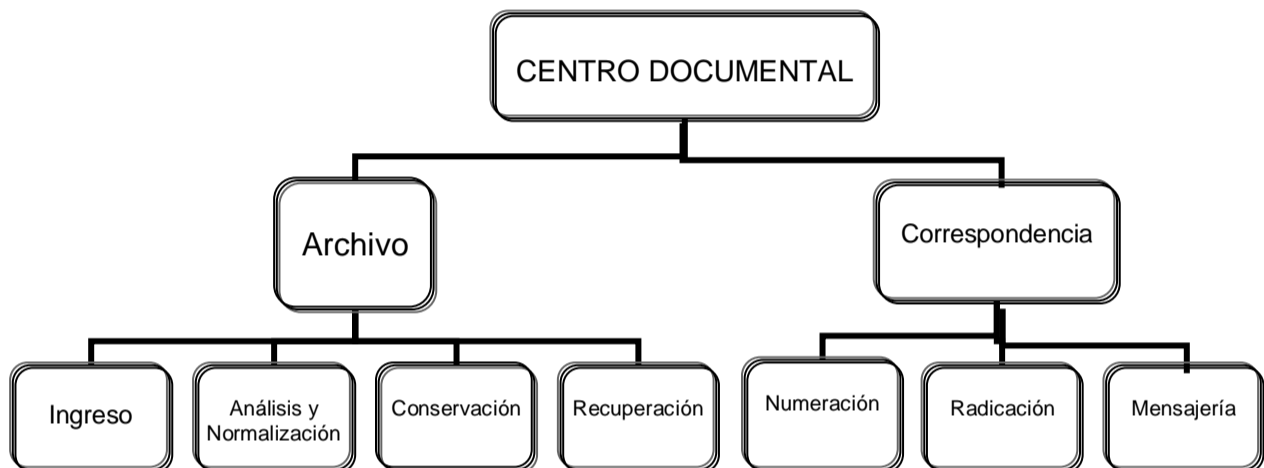 CENTRO DOCUMENTAL
Archivo
Correspondencia
Ingreso
Análisis y
Normalización
Conservación
Recuperación
Numeración
Radicación
Mensajería